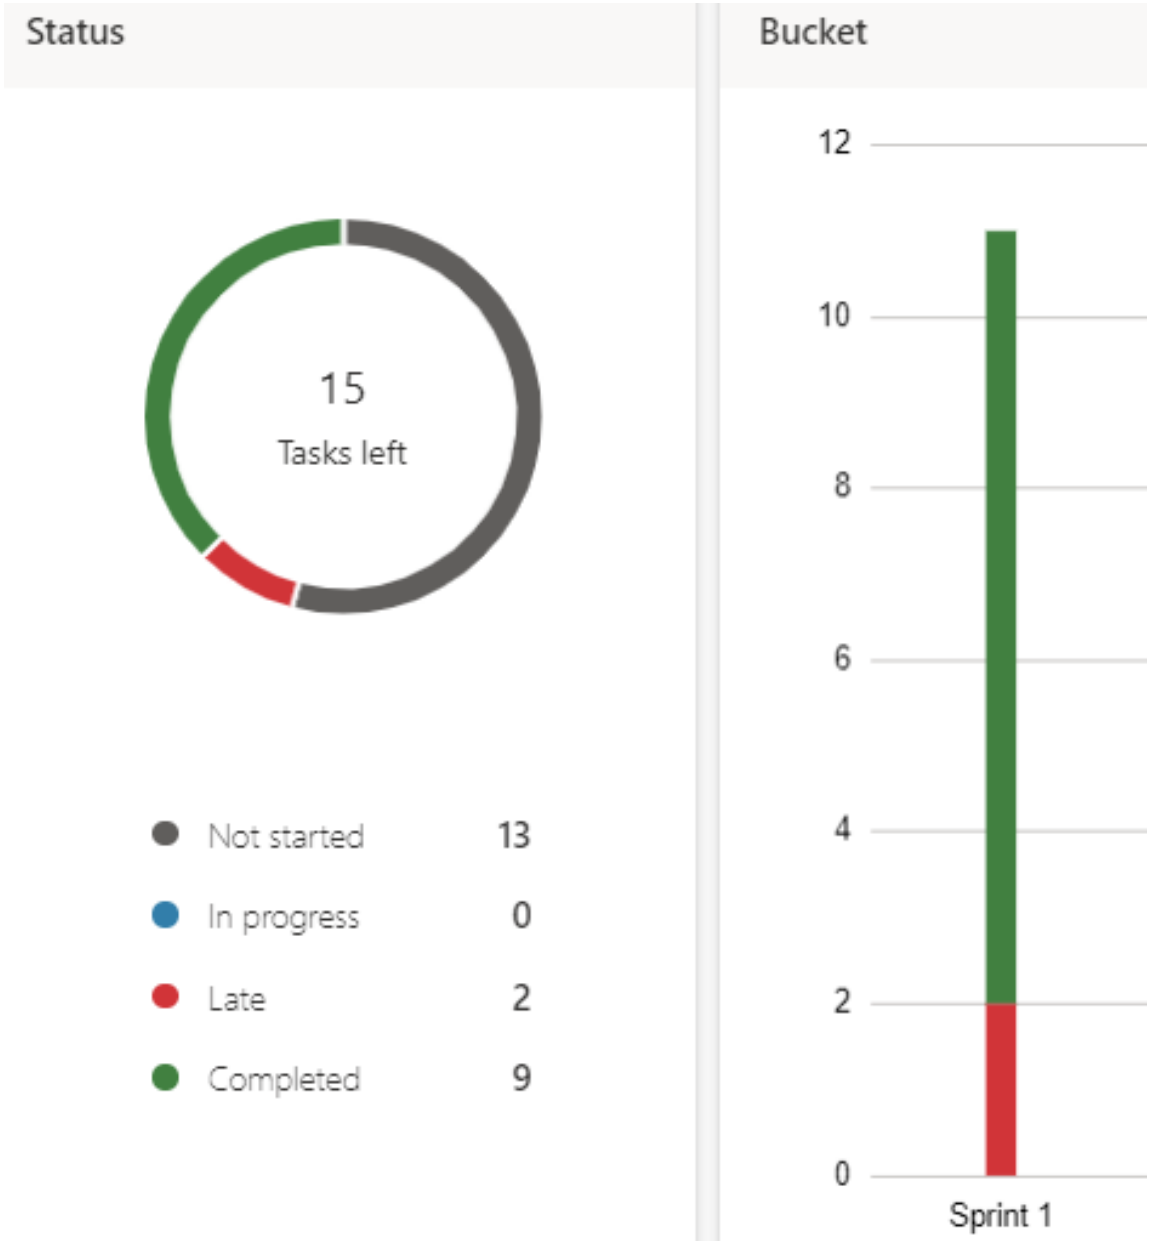 Status
15
Tasks left
Not started 13
In progress 0
Late 2
Completed 9
Bucket
12
10
8
6
4
2
0
Sprint 1